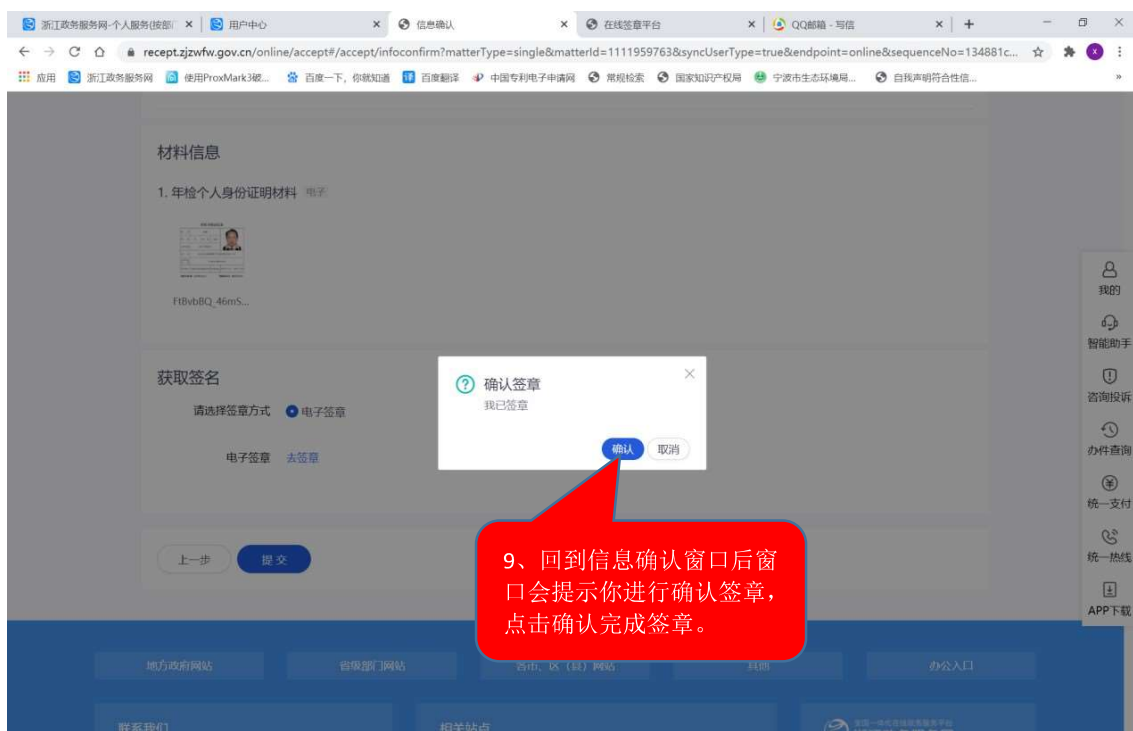 浙江政务服务网-个人服务(按部门
用户中心
信息确认
在线签章平台
QQ邮箱 - 写信
recept.zjzwfw.gov.cn/online/accept#/accept/infoconfirm?matterType=single&matterId=1111959763&syncUserType=true&endpoint=online&sequenceNo=134881c...
应用
浙江政务服务网
使用ProxMark3破...
百度一下，你就知道
百度翻译
中国专利电子申请网
常规检索
国家知识产权局
宁波市生态环境局...
自我声明符合性信...
材料信息
1. 年检个人身份证明材料 电子
FtBvbBQ_46mS...
获取签名
请选择签章方式 电子签章
电子签章 去签章
确认签章
我已签章
确认 取消
上一步 提交
9、回到信息确认窗口后窗
口会提示你进行确认签章，
点击确认完成签章。
我的
智能助手
咨询投诉
办件查询
统一支付
统一热线
APP下载
地方政府网站
省级部门网站
各市、区（县）网站
其他
办公入口
联系我们
相关站点